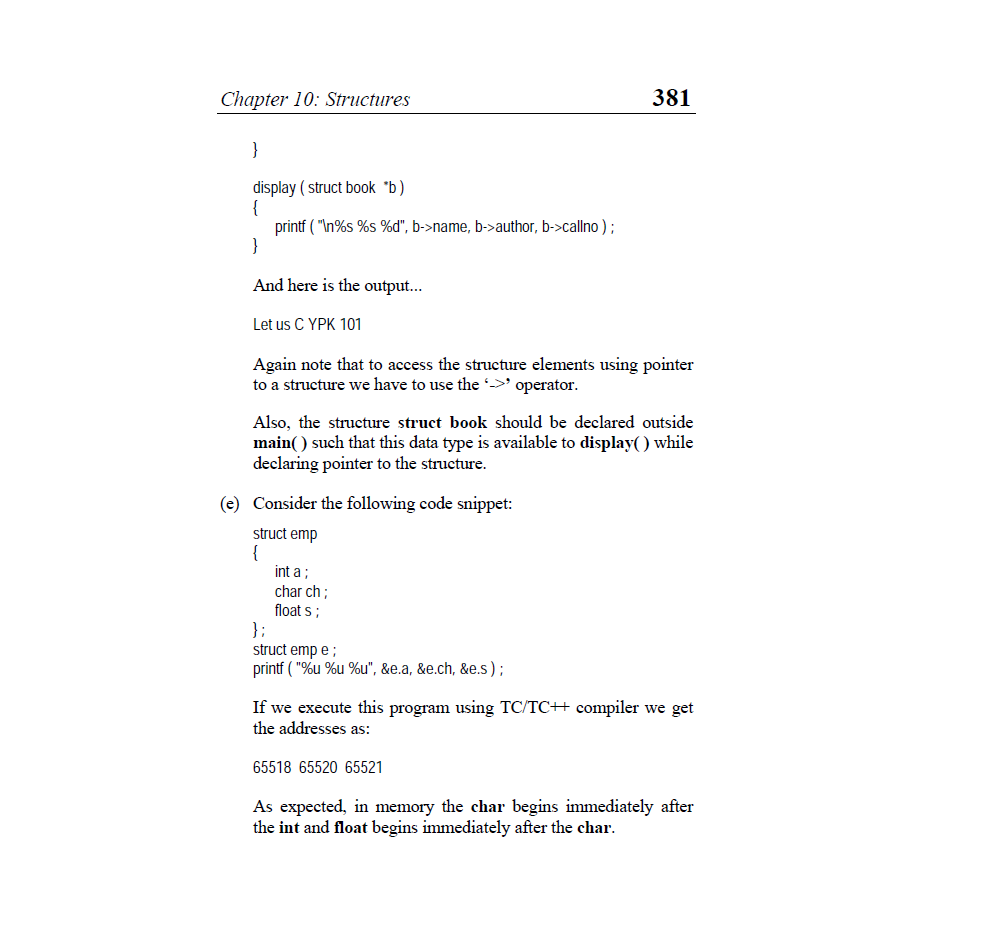 Chapter 10: Structures 381
}
display ( struct book *b )
{
printf ( "\n%s %s %d", b->name, b->author, b->callno ) ;
}
And here is the output...
Let us C YPK 101
Again note that to access the structure elements using pointer
to a structure we have to use the ‘->’ operator.
Also, the structure struct book should be declared outside
main( ) such that this data type is available to display( ) while
declaring pointer to the structure.
(e) Consider the following code snippet:
struct emp
{
int a ;
char ch ;
float s ;
} ;
struct emp e ;
printf ( "%u %u %u", &e.a, &e.ch, &e.s ) ;
If we execute this program using TC/TC++ compiler we get
the addresses as:
65518 65520 65521
As expected, in memory the char begins immediately after
the int and float begins immediately after the char.